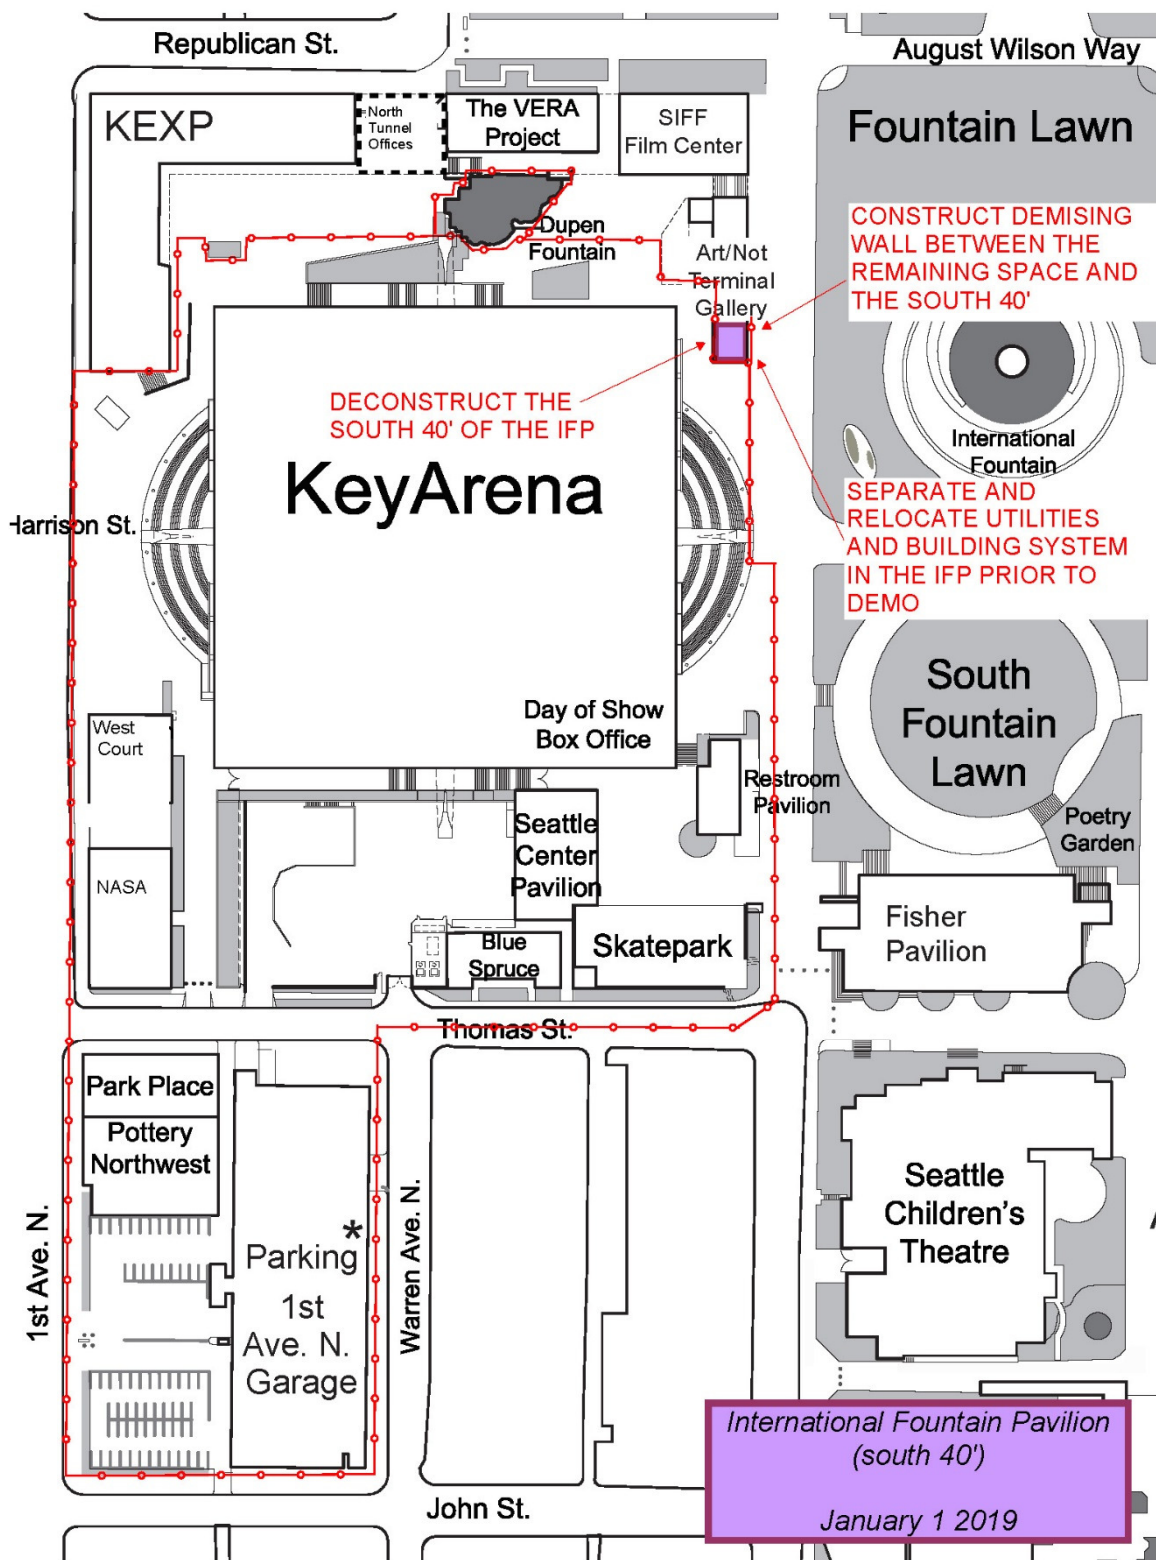 Republican St.
August Wilson Way
KEXP
North
Tunnel
Offices
The VERA
Project
SIFF
Film Center
Fountain Lawn
Dupen
Fountain
Art/Not
Terminal
Gallery
CONSTRUCT DEMISING
WALL BETWEEN THE
REMAINING SPACE AND
THE SOUTH 40'
DECONSTRUCT THE
SOUTH 40' OF THE IFP
KeyArena
International
Fountain
SEPARATE AND
RELOCATE UTILITIES
AND BUILDING SYSTEM
IN THE IFP PRIOR TO
DEMO
Harrison St.
South
Fountain
Lawn
Day of Show
Box Office
West
Court
Restroom
Pavilion
Poetry
Garden
Seattle
Center
Pavilion
NASA
Blue
Spruce
Skatepark
Fisher
Pavilion
Thomas St.
Park Place
Pottery
Northwest
1st Ave. N.
*
Parking
1st
Ave. N.
Garage
Warren Ave. N.
Seattle
Children's
Theatre
John St.
International Fountain Pavilion
(south 40')
January 1 2019